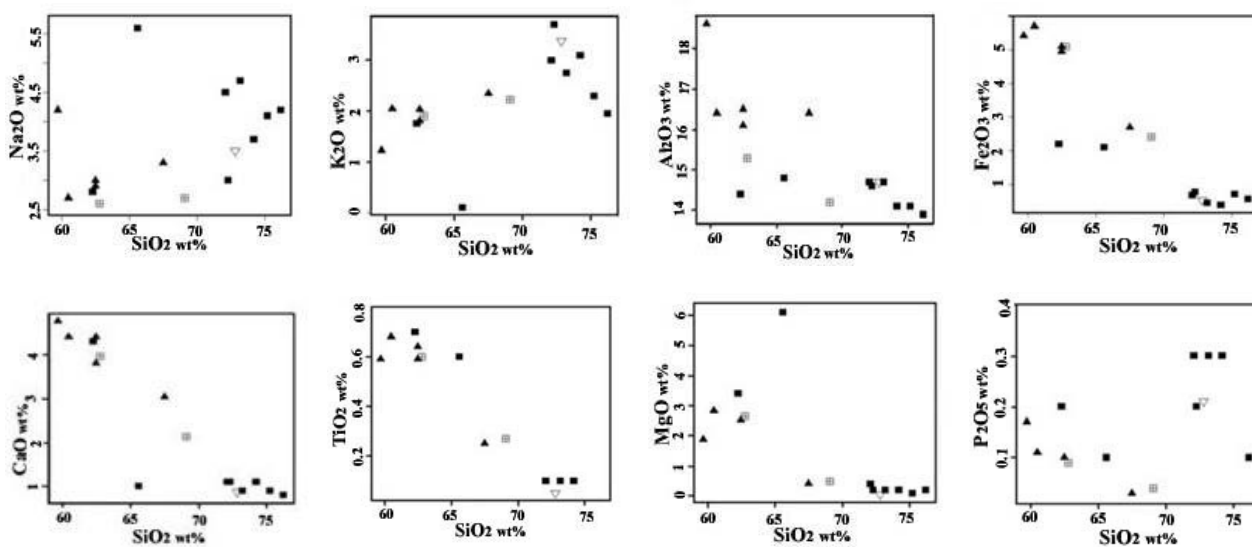 Na2O wt%
5.5
4.5
3.5
2.5
60 65 70 75
SiO2 wt%
K2O wt%
3
2
1
0
60 65 70 75
SiO2 wt%
Al2O3 wt%
18
17
16
15
14
60 65 70 75
SiO2 wt%
Fe2O3 wt%
5
4
3
2
1
60 65 70 75
SiO2 wt%
CaO wt%
4
3
2
1
60 65 70 75
SiO2 wt%
TiO2 wt%
0.8
0.6
0.4
0.2
60 65 70 75
SiO2 wt%
MgO wt%
6
5
4
3
2
1
0
60 65 70 75
SiO2 wt%
P2O5 wt%
0.4
0.3
0.2
0.1
60 65 70 75
SiO2 wt%